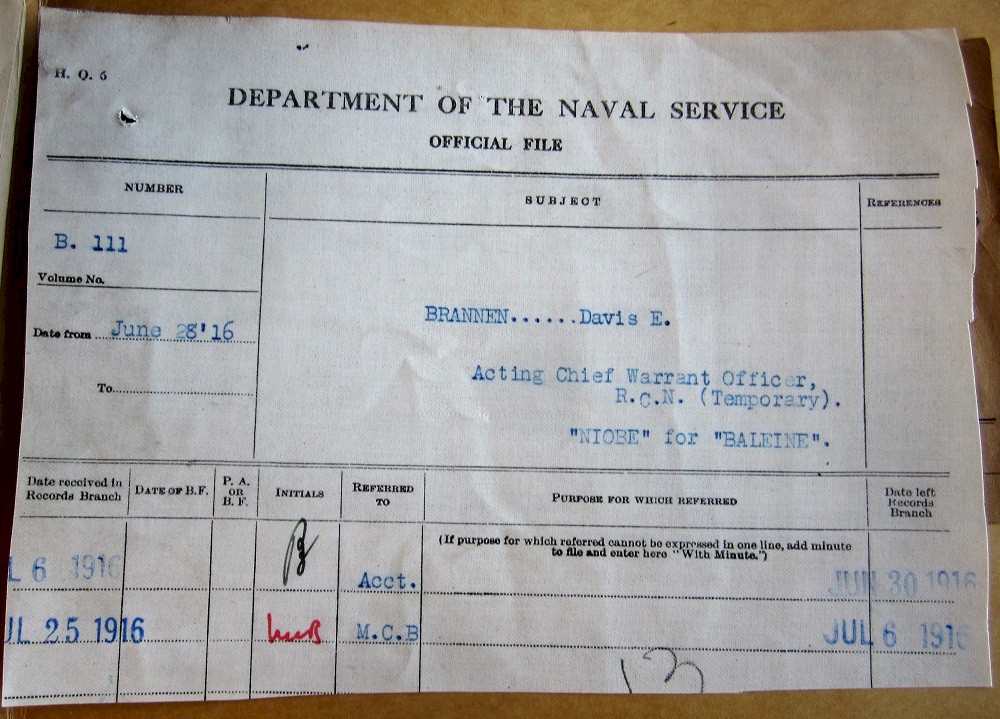 H. Q. 6
DEPARTMENT OF THE NAVAL SERVICE
OFFICIAL FILE
NUMBER
SUBJECT
REFERENCES
B. 111
Volume No.
Date from June 28'16
To
BRANNEN......Davis E.
Acting Chief Warrant Officer,
R.C.N. (Temporary).
"NIOBE" for "BALEINE".
Date received in
Records Branch
DATE OF B.F.
P. A.
OR
B. F.
INITIALS
REFERRED
TO
PURPOSE FOR WHICH REFERRED
Date left
Records
Branch
(If purpose for which referred cannot be expressed in one line, add minute
to file and enter here "With Minute.")
L 6 1916
Acct.
JUN 30 1916
UL 25 1916
M.C.B
JUL 6 1916